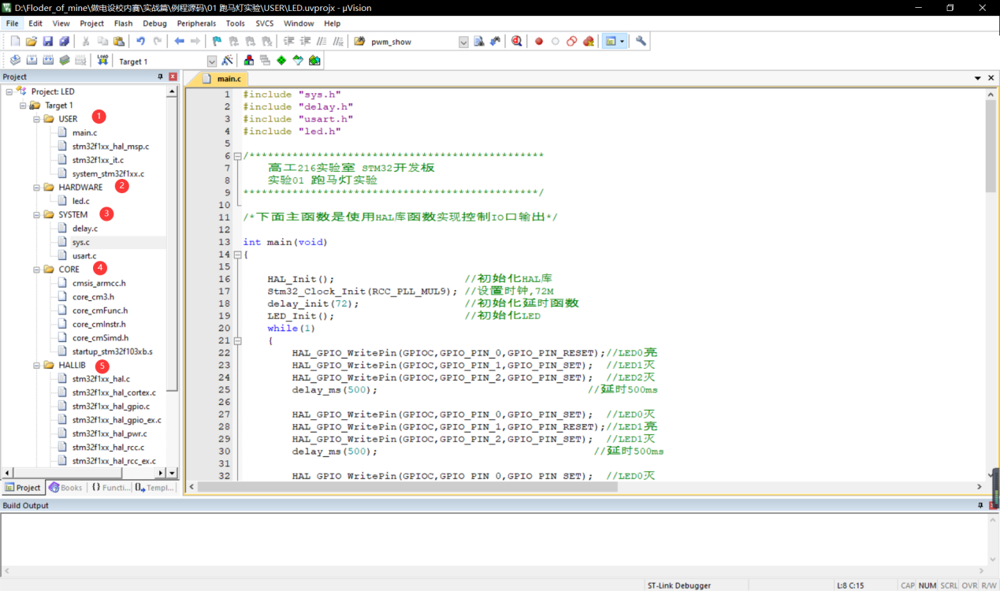 D:\Floder_of_mine\做电设校内赛\实战篇\例程源码\01 跑马灯实验\USER\LED.uvprojx - µVision
File Edit View Project Flash Debug Peripherals Tools SVCS Window Help
pwm_show
LOAD Target 1
Project
Project: LED
Target 1
USER 1
main.c
stm32f1xx_hal_msp.c
stm32f1xx_it.c
system_stm32f1xx.c
HARDWARE 2
led.c
SYSTEM 3
delay.c
sys.c
usart.c
CORE 4
cmsis_armcc.h
core_cm3.h
core_cmFunc.h
core_cmInstr.h
core_cmSimd.h
startup_stm32f103xb.s
HALLIB 5
stm32f1xx_hal.c
stm32f1xx_hal_cortex.c
stm32f1xx_hal_gpio.c
stm32f1xx_hal_gpio_ex.c
stm32f1xx_hal_pwr.c
stm32f1xx_hal_rcc.c
stm32f1xx_hal_rcc_ex.c
Project Books {} Functi... Templ...
main.c
1 #include "sys.h"
2 #include "delay.h"
3 #include "usart.h"
4 #include "led.h"
5
6 /************************************************
7 高工216实验室 STM32开发板
8 实验01 跑马灯实验
9 ************************************************/
10
11 /*下面主函数是使用HAL库函数实现控制IO口输出*/
12
13 int main(void)
14 {
15
16 HAL_Init(); //初始化HAL库
17 Stm32_Clock_Init(RCC_PLL_MUL9); //设置时钟,72M
18 delay_init(72); //初始化延时函数
19 LED_Init(); //初始化LED
20 while(1)
21 {
22 HAL_GPIO_WritePin(GPIOC,GPIO_PIN_0,GPIO_PIN_RESET);//LED0亮
23 HAL_GPIO_WritePin(GPIOC,GPIO_PIN_1,GPIO_PIN_SET); //LED1灭
24 HAL_GPIO_WritePin(GPIOC,GPIO_PIN_2,GPIO_PIN_SET); //LED2灭
25 delay_ms(500); //延时500ms
26
27 HAL_GPIO_WritePin(GPIOC,GPIO_PIN_0,GPIO_PIN_SET); //LED0灭
28 HAL_GPIO_WritePin(GPIOC,GPIO_PIN_1,GPIO_PIN_RESET);//LED1亮
29 HAL_GPIO_WritePin(GPIOC,GPIO_PIN_2,GPIO_PIN_SET); //LED1灭
30 delay_ms(500); //延时500ms
31
32 HAL_GPIO_WritePin(GPIOC,GPIO_PIN_0,GPIO_PIN_SET); //LED0灭
Build Output
ST-Link Debugger L:8 C:15 CAP NUM SCRL OVR R/W